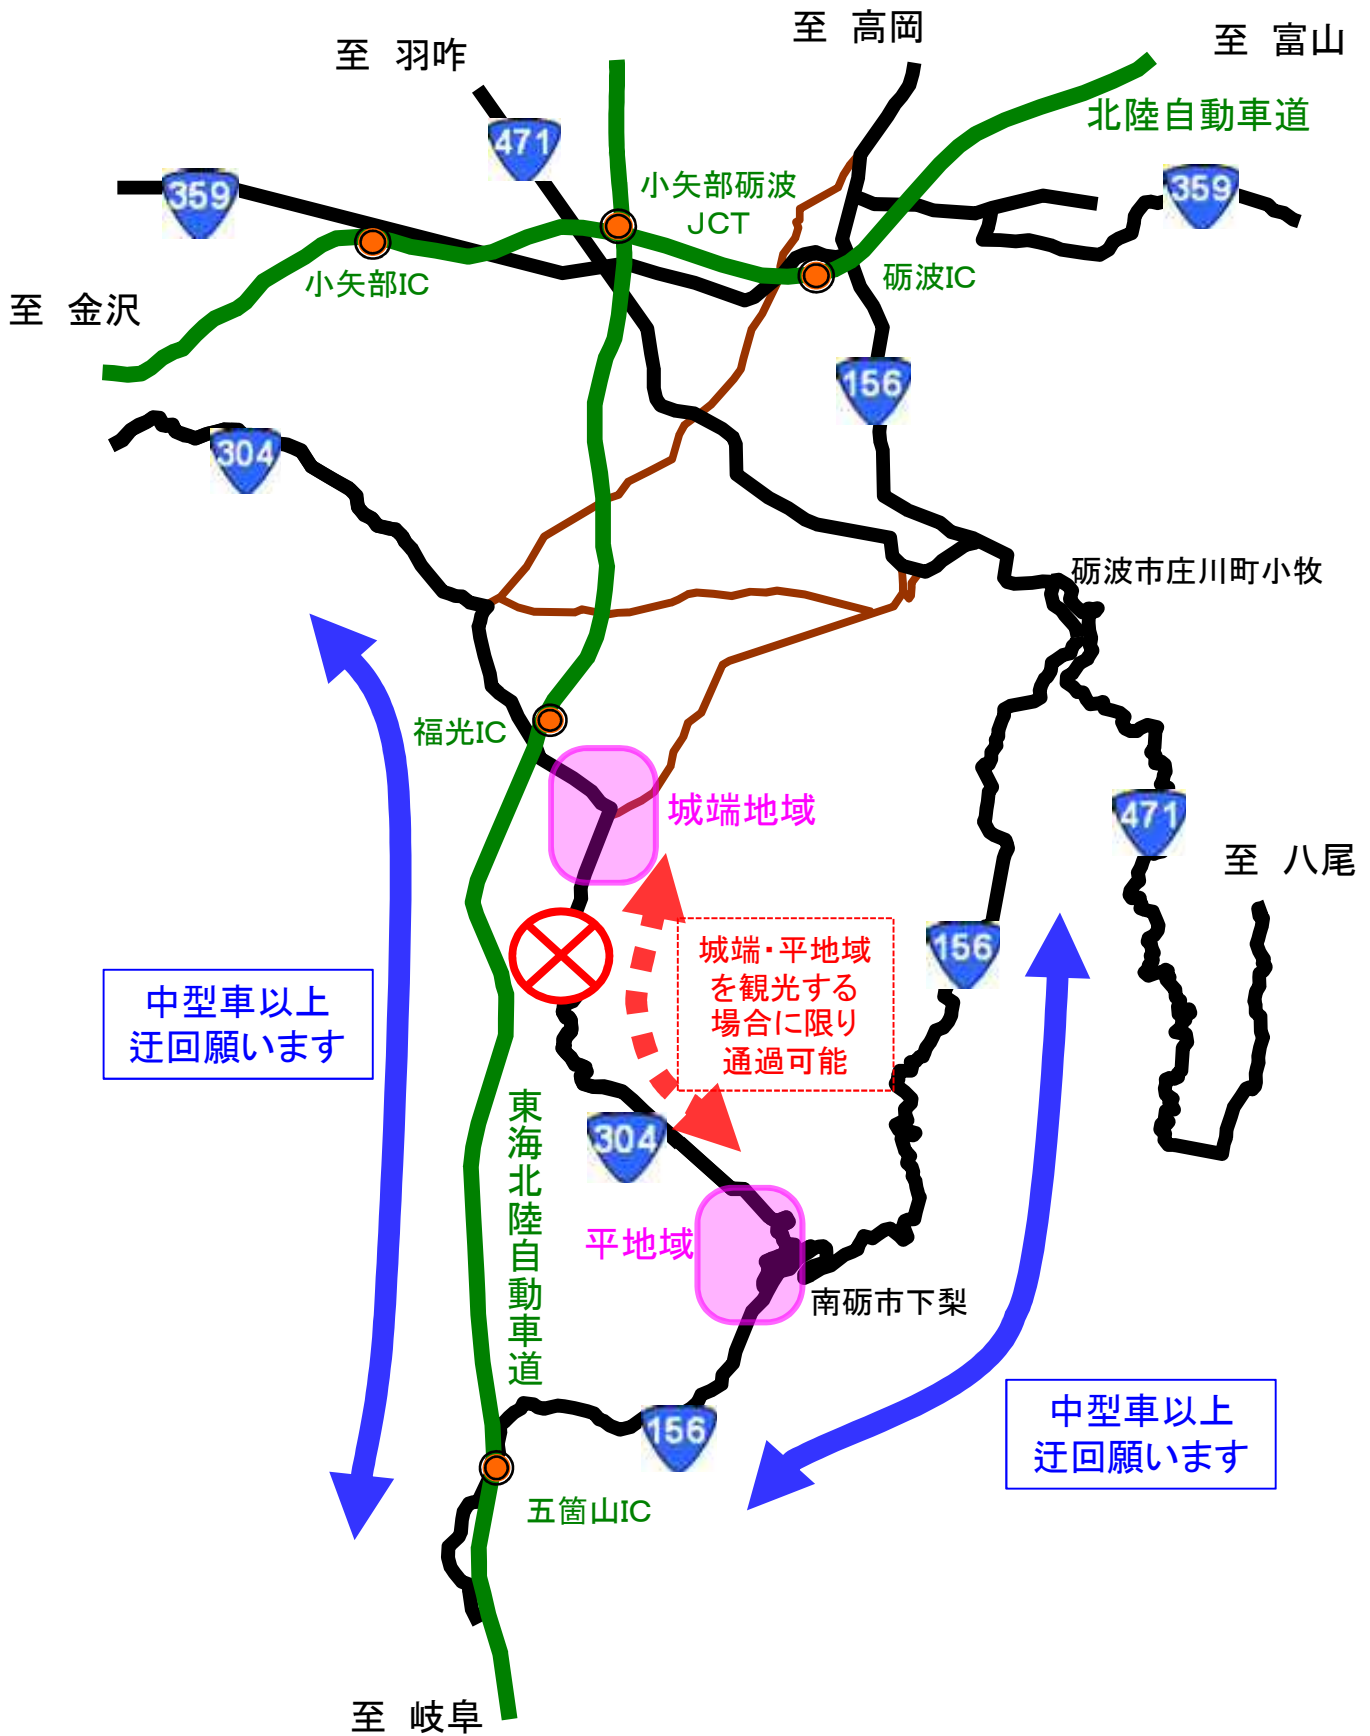 至 高岡
至 羽咋
至 富山
北陸自動車道
471
359
小矢部砺波
JCT
359
小矢部IC
砺波IC
至 金沢
156
304
砺波市庄川町小牧
福光IC
城端地域
471
至 八尾
城端・平地域
を観光する
場合に限り
通過可能
156
中型車以上
迂回願います
東海北陸自動車道
304
平地域
南砺市下梨
中型車以上
迂回願います
156
五箇山IC
至 岐阜